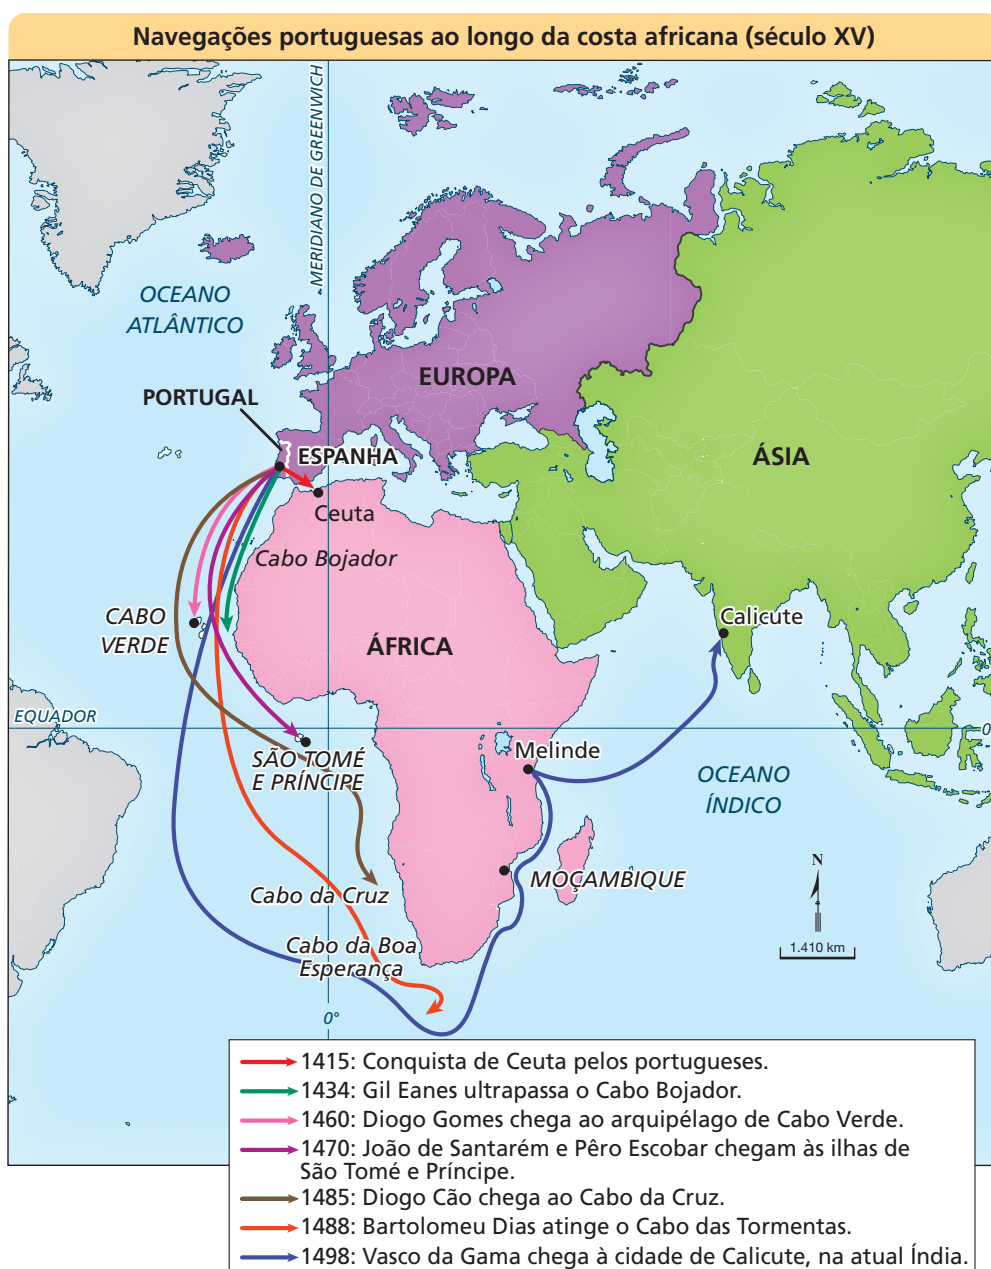 Navegações portuguesas ao longo da costa africana (século XV)
MERIDIANO DE GREENWICH
OCEANO
ATLÂNTICO
EUROPA
PORTUGAL
ESPANHA
ÁSIA
Ceuta
Cabo Bojador
CABO
VERDE
ÁFRICA
Calicute
EQUADOR
0°
SÃO TOMÉ
E PRÍNCIPE
Melinde
OCEANO
ÍNDICO
MOÇAMBIQUE
Cabo da Cruz
Cabo da Boa
Esperança
N
1.410 km
0°
1415: Conquista de Ceuta pelos portugueses.
1434: Gil Eanes ultrapassa o Cabo Bojador.
1460: Diogo Gomes chega ao arquipélago de Cabo Verde.
1470: João de Santarém e Pêro Escobar chegam às ilhas de
São Tomé e Príncipe.
1485: Diogo Cão chega ao Cabo da Cruz.
1488: Bartolomeu Dias atinge o Cabo das Tormentas.
1498: Vasco da Gama chega à cidade de Calicute, na atual Índia.